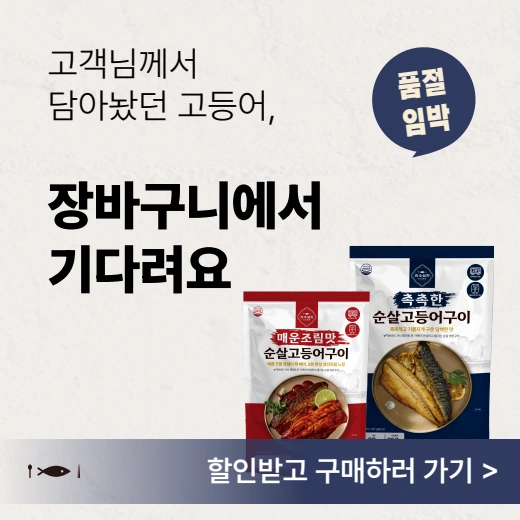 고객님께서
담아놨던 고등어,
품절
임박
장바구니에서
기다려요
매운조림맛
순살고등어구이
촉촉한
순살고등어구이
할인받고 구매하러 가기 >